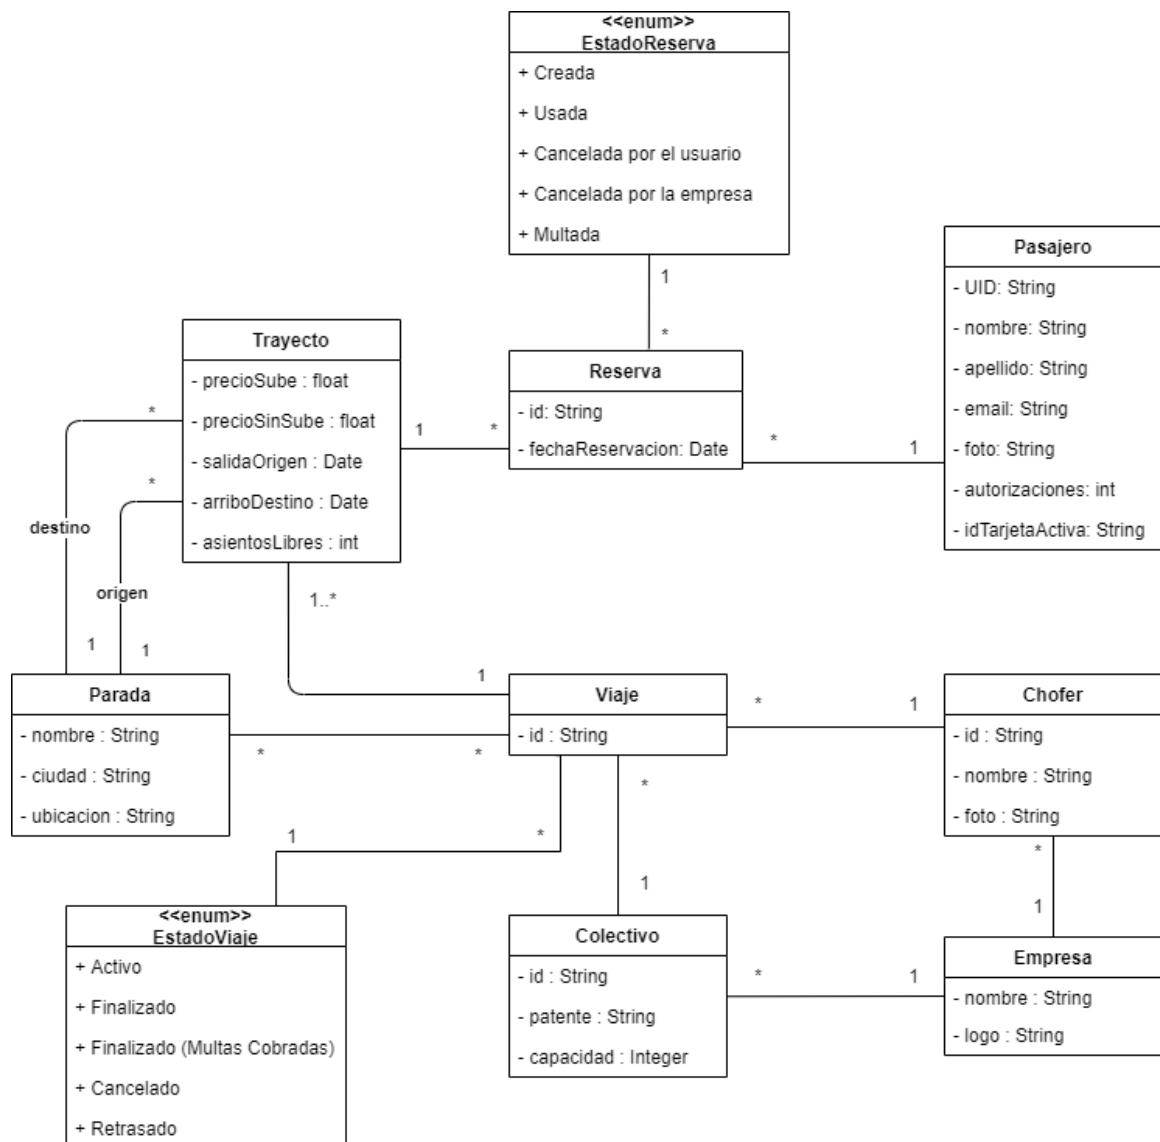 <<enum>>
EstadoReserva
+ Creada
+ Usada
+ Cancelada por el usuario
+ Cancelada por la empresa
+ Multada
1
*
Pasajero
- UID: String
- nombre: String
- apellido: String
- email: String
- foto: String
- autorizaciones: int
- idTarjetaActiva: String
Trayecto
- precioSube : float
- precioSinSube : float
- salidaOrigen : Date
- arriboDestino : Date
- asientosLibres : int
Reserva
- id: String
- fechaReservacion: Date
1
*
*
1
*
*
destino
origen
1
1
1..*
1
Parada
- nombre : String
- ciudad : String
- ubicacion : String
Viaje
- id : String
Chofer
- id : String
- nombre : String
- foto : String
*
*
*
1
1
*
*
1
*
1
<<enum>>
EstadoViaje
+ Activo
+ Finalizado
+ Finalizado (Multas Cobradas)
+ Cancelado
+ Retrasado
Colectivo
- id : String
- patente : String
- capacidad : Integer
*
1
Empresa
- nombre : String
- logo : String